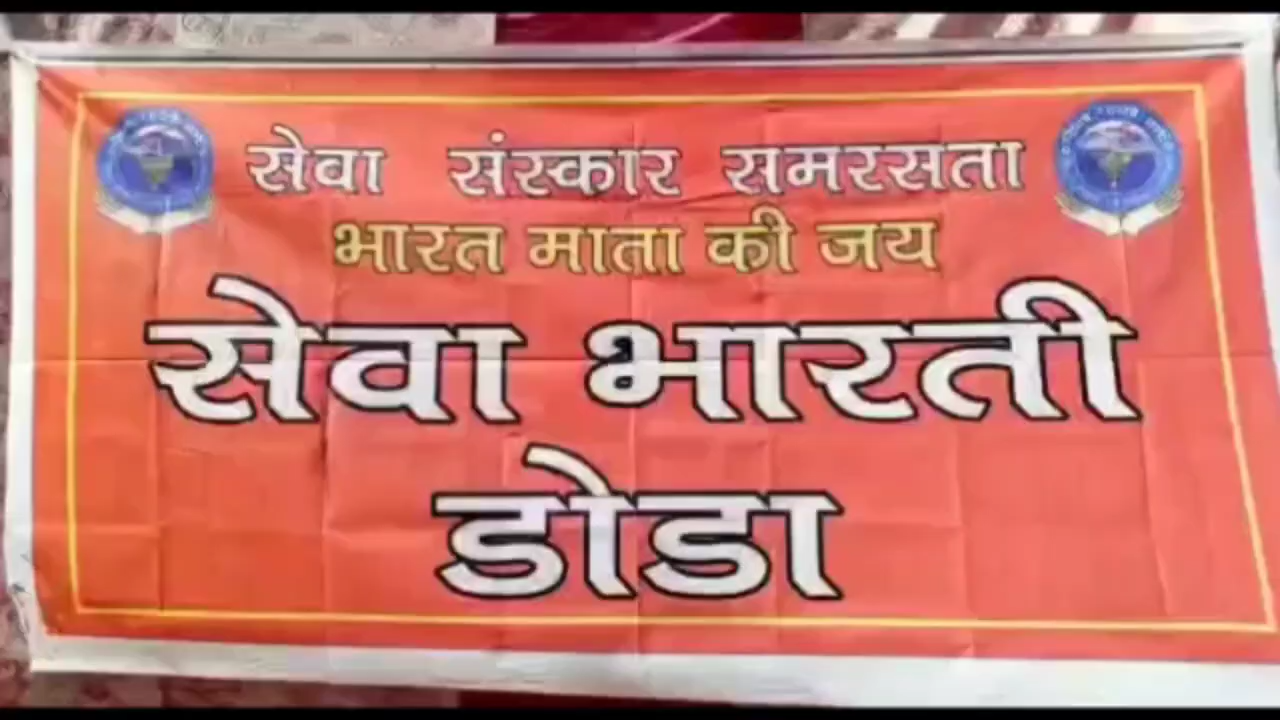 सेवा संस्कार समरसता
भारत माता की जय
सेवा भारती
डोडा